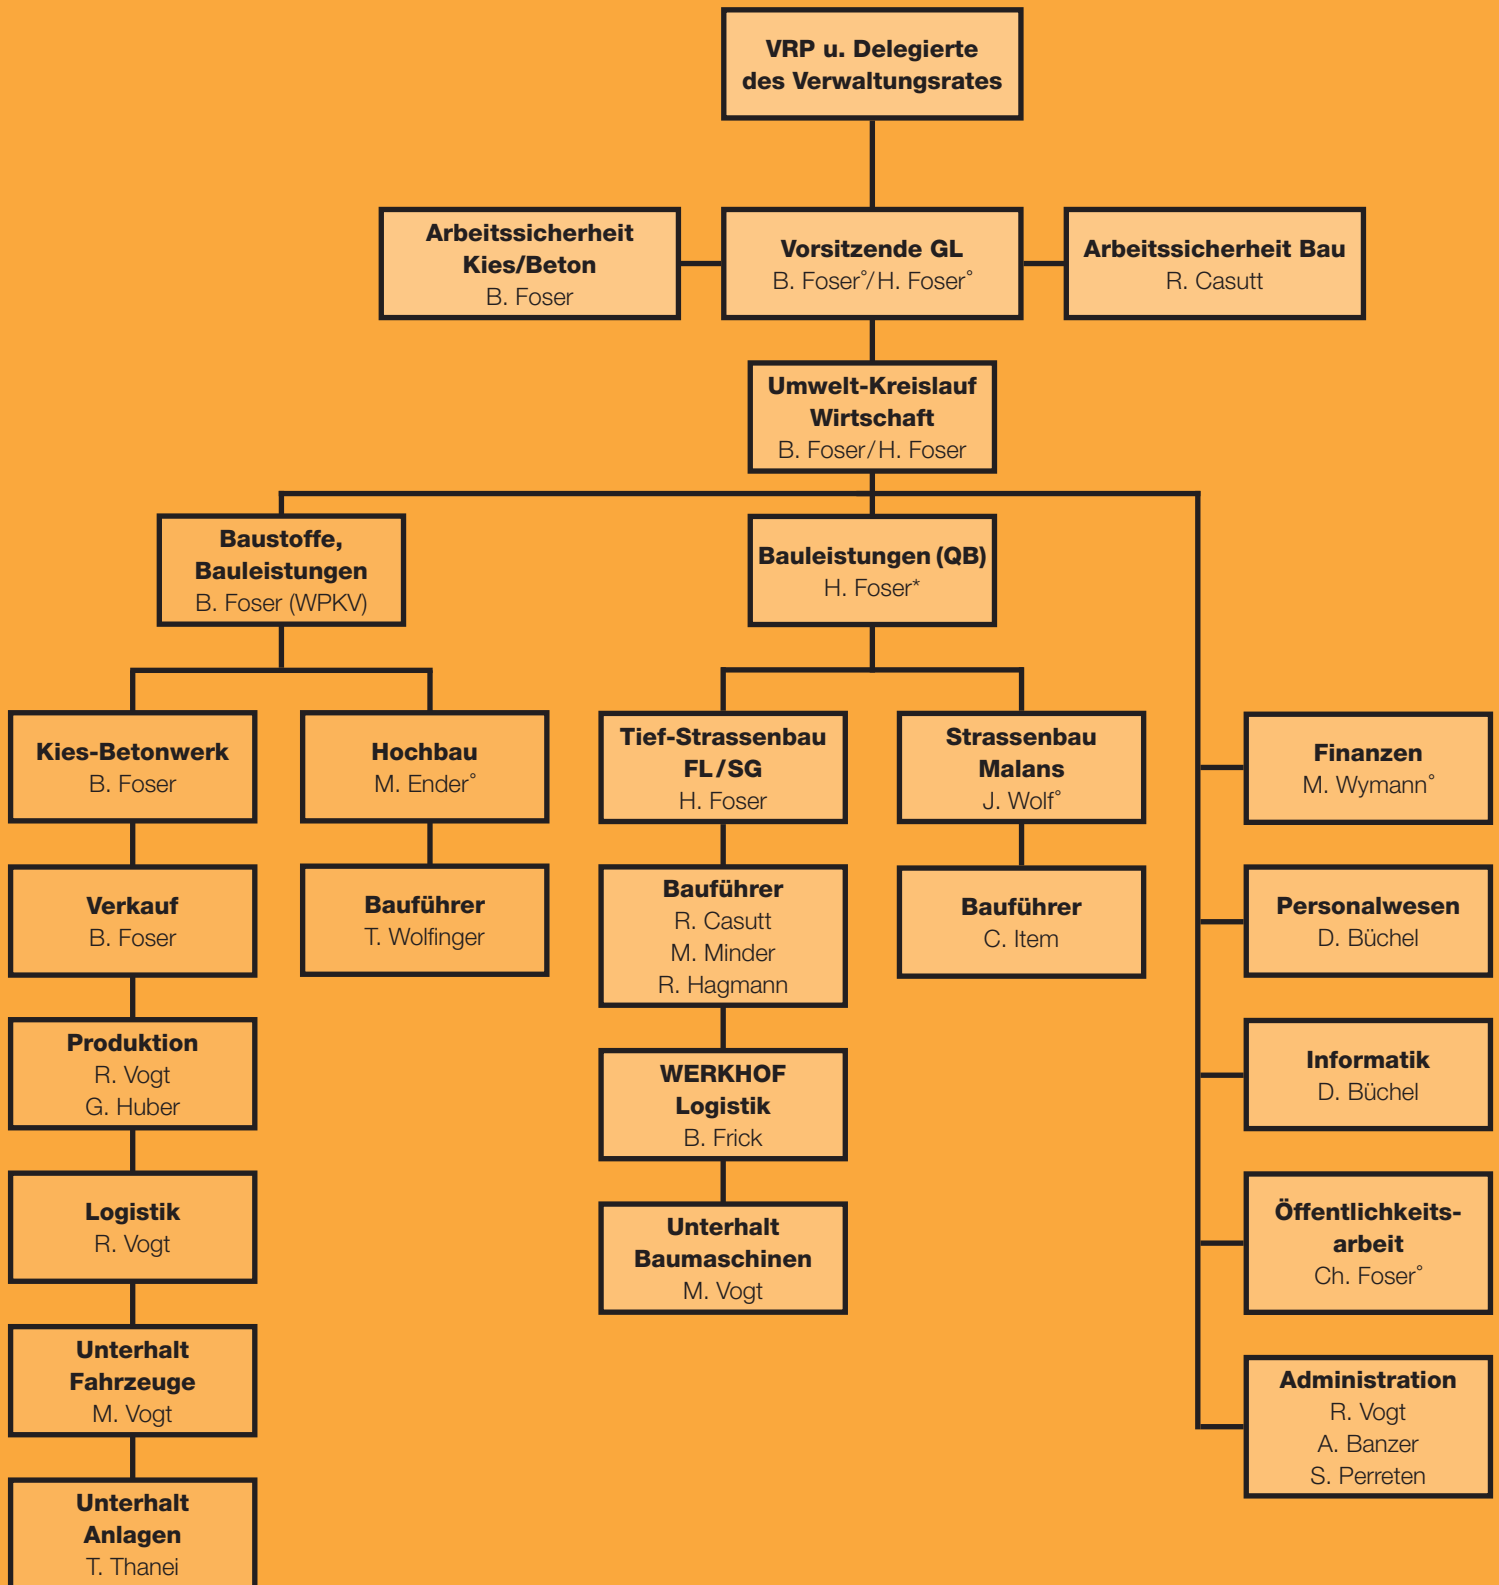 VRP u. Delegierte
des Verwaltungsrates
Arbeitssicherheit
Kies/Beton
B. Foser
Vorsitzende GL
B. Foser°/H. Foser°
Arbeitssicherheit Bau
R. Casutt
Umwelt-Kreislauf
Wirtschaft
B. Foser/H. Foser
Baustoffe,
Bauleistungen
B. Foser (WPKV)
Bauleistungen (QB)
H. Foser*
Kies-Betonwerk
B. Foser
Hochbau
M. Ender°
Tief-Strassenbau
FL/SG
H. Foser
Strassenbau
Malans
J. Wolf°
Finanzen
M. Wymann°
Verkauf
B. Foser
Bauführer
T. Wolfinger
Bauführer
R. Casutt
M. Minder
R. Hagmann
Bauführer
C. Item
Personalwesen
D. Büchel
Produktion
R. Vogt
G. Huber
WERKHOF
Logistik
B. Frick
Informatik
D. Büchel
Logistik
R. Vogt
Unterhalt
Baumaschinen
M. Vogt
Öffentlichkeits-
arbeit
Ch. Foser°
Unterhalt
Fahrzeuge
M. Vogt
Administration
R. Vogt
A. Banzer
S. Perreten
Unterhalt
Anlagen
T. Thanei